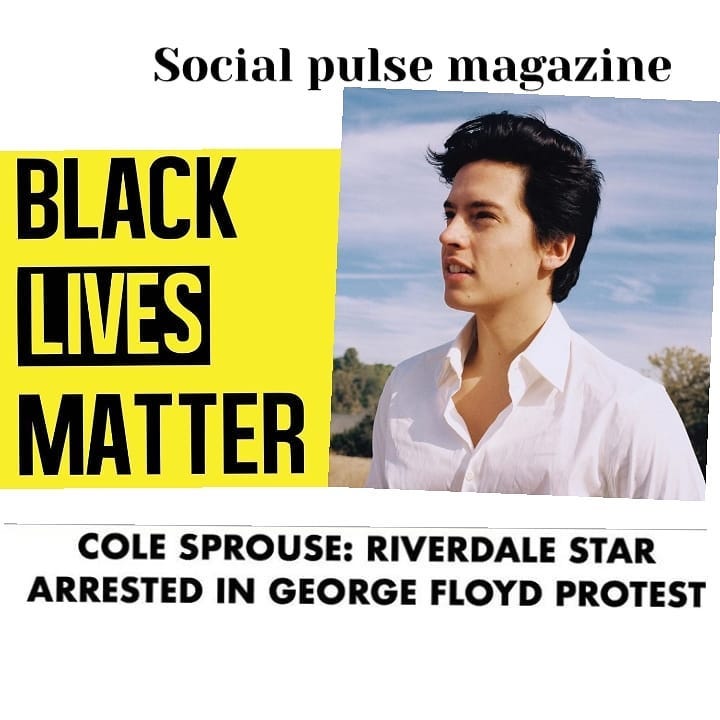 Social pulse magazine
BLACK
LIVES
MATTER
COLE SPROUSE: RIVERDALE STAR
ARRESTED IN GEORGE FLOYD PROTEST